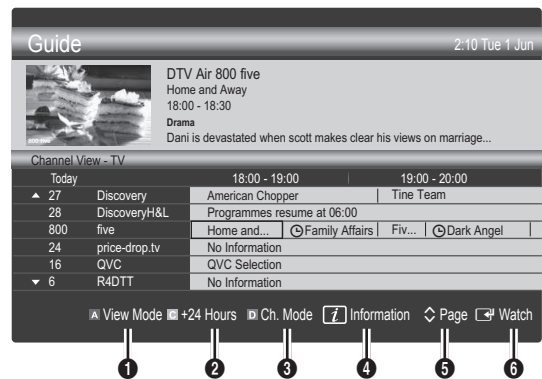 Guide 2:10 Tue 1 Jun
DTV Air 800 five
Home and Away
18:00 - 18:30
Drama
Dani is devastated when scott makes clear his views on marriage...
800 five
Channel View - TV
Today 18:00 - 19:00 19:00 - 20:00
▲ 27 Discovery American Chopper Tine Team
28 DiscoveryH&L Programmes resume at 06:00
800 five Home and... Family Affairs Fiv... Dark Angel
24 price-drop.tv No Information
16 QVC QVC Selection
▼ 6 R4DTT No Information
A View Mode C +24 Hours D Ch. Mode i Information Page Watch
1 2 3 4 5 6